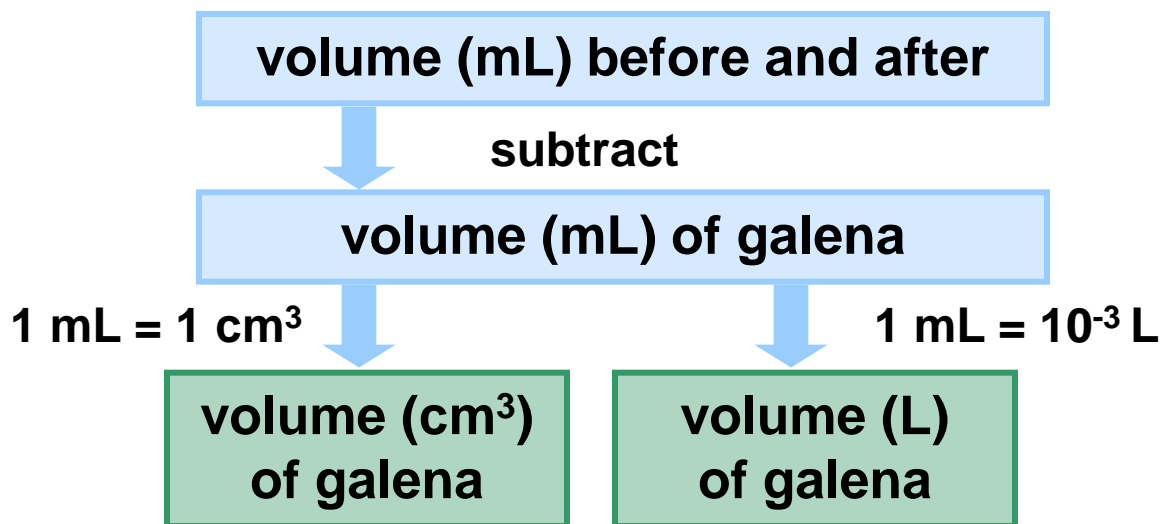 volume (mL) before and after
subtract
volume (mL) of galena
1 mL = 1 cm³
1 mL = 10⁻³ L
volume (cm³)
of galena
volume (L)
of galena